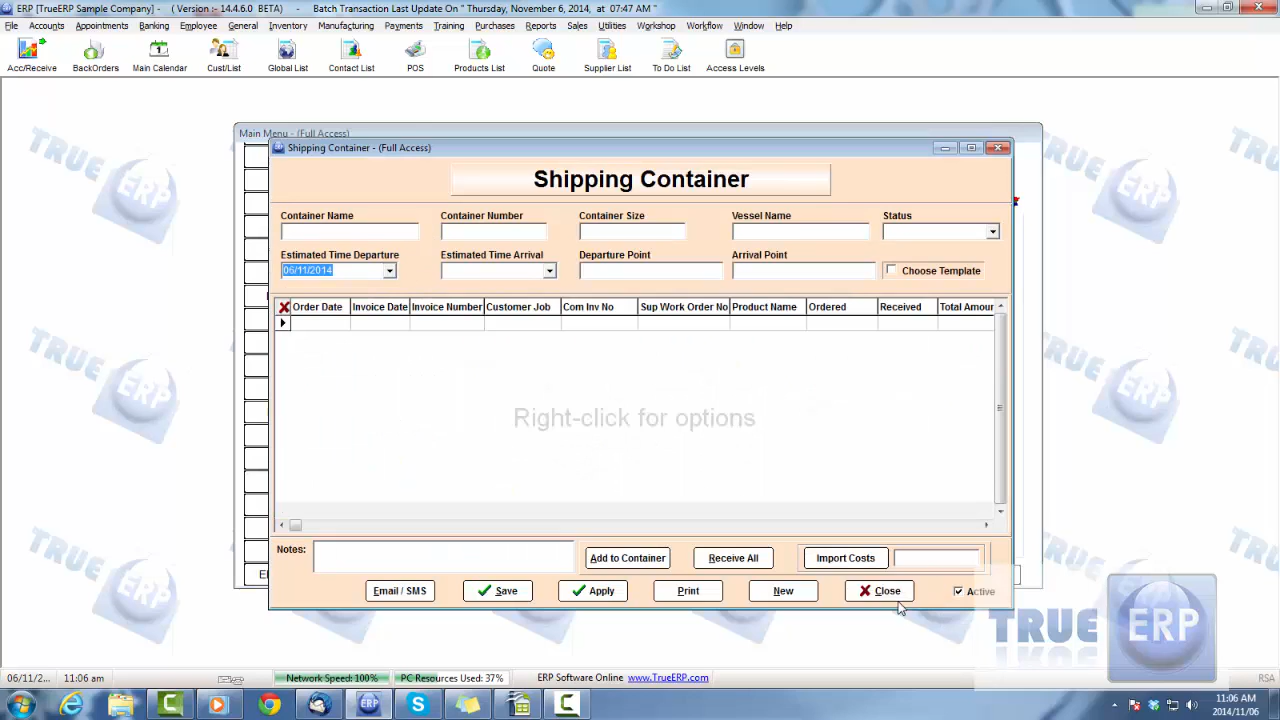 ERP [TrueERP Sample Company] - ( Version :- 14.4.6.0 BETA) - Batch Transaction Last Update On " Thursday, November 6, 2014, at 07:47 AM "
File Accounts Appointments Banking Employee General Inventory Manufacturing Payments Training Purchases Reports Sales Utilities Workshop Workflow Window Help
Acc/Receive BackOrders Main Calendar Cust/List Global List Contact List POS Products List Quote Supplier List To Do List Access Levels
Main Menu - (Full Access)
Shipping Container - (Full Access)
Shipping Container
Container Name Container Number Container Size Vessel Name Status
Estimated Time Departure Estimated Time Arrival Departure Point Arrival Point
06/11/2014 Choose Template
Order Date Invoice Date Invoice Number Customer Job Com Inv No Sup Work Order No Product Name Ordered Received Total Amoun
Right-click for options
Notes: Add to Container Receive All Import Costs
Email / SMS Save Apply Print New Close Active
TRUE ERP
06/11/2... 11:06 am Network Speed: 100% PC Resources Used: 37% ERP Software Online www.TrueERP.com RSA
11:06 AM
2014/11/06